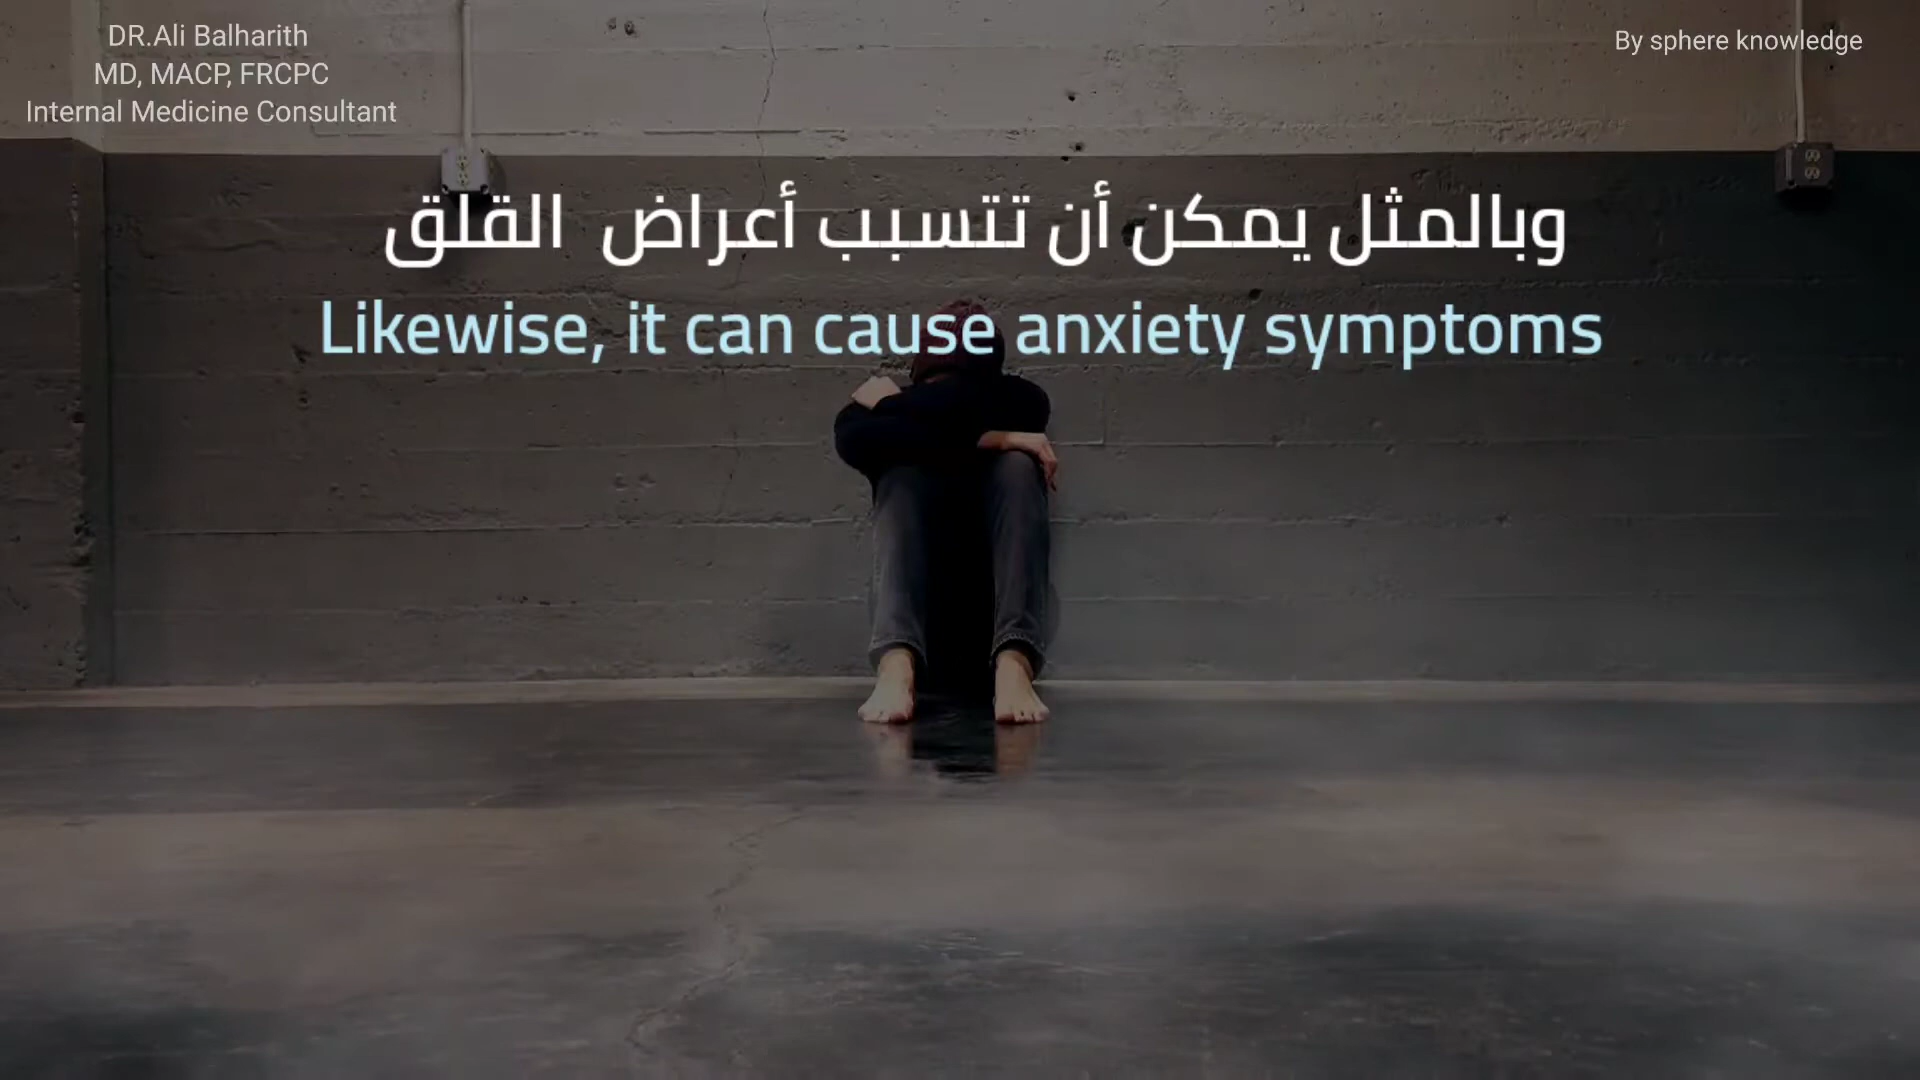 DR.Ali Balharith
MD, MACP, FRCPC
Internal Medicine Consultant
By sphere knowledge
وبالمثل يمكن أن تتسبب أعراض القلق
Likewise, it can cause anxiety symptoms